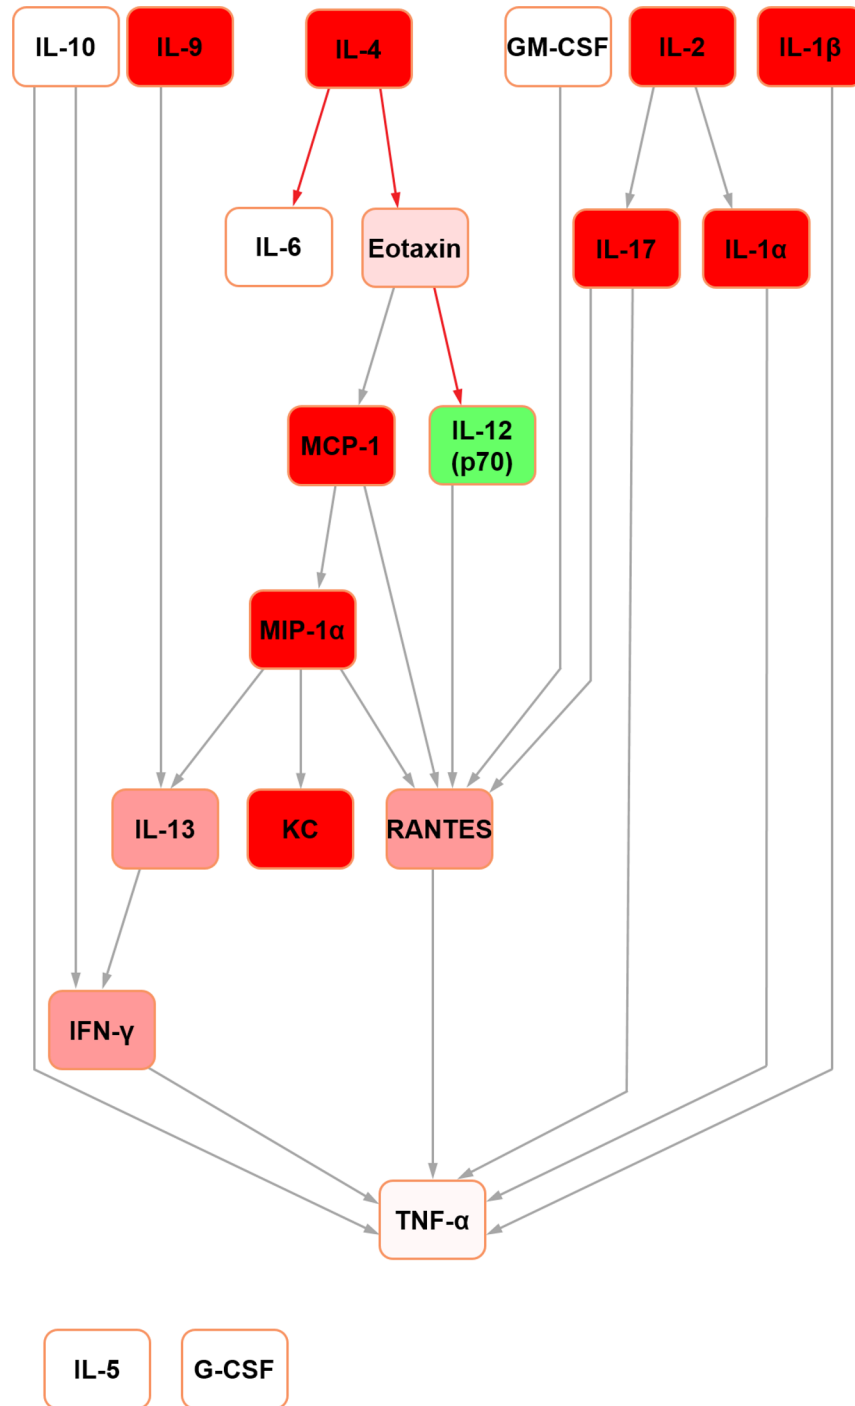 IL-10
IL-9
IL-4
GM-CSF
IL-2
IL-1β
IL-6
Eotaxin
IL-17
IL-1α
MCP-1
IL-12
(p70)
MIP-1α
IL-13
KC
RANTES
IFN-γ
TNF-α
IL-5
G-CSF